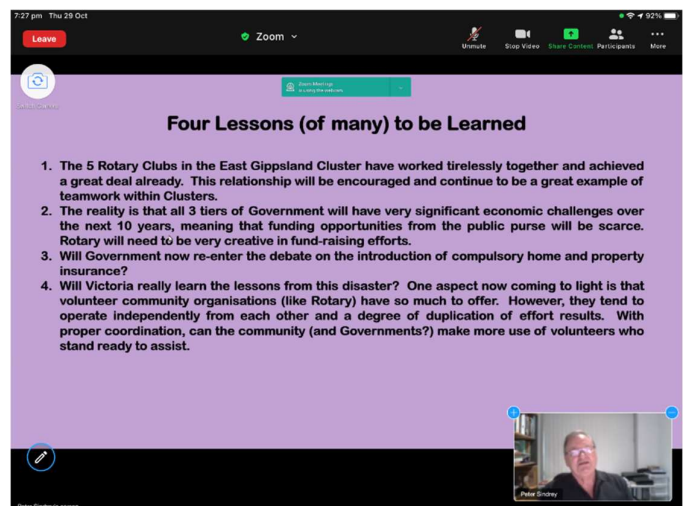 7:27 pm Thu 29 Oct
92%
Leave
Zoom
Unmute
Stop Video
Share Content
Participants
More
Zoom Meetings
Four Lessons (of many) to be Learned
1. The 5 Rotary Clubs in the East Gippsland Cluster have worked tirelessly together and achieved
a great deal already. This relationship will be encouraged and continue to be a great example of
teamwork within Clusters.
2. The reality is that all 3 tiers of Government will have very significant economic challenges over
the next 10 years, meaning that funding opportunities from the public purse will be scarce.
Rotary will need to be very creative in fund-raising efforts.
3. Will Government now re-enter the debate on the introduction of compulsory home and property
insurance?
4. Will Victoria really learn the lessons from this disaster? One aspect now coming to light is that
volunteer community organisations (like Rotary) have so much to offer. However, they tend to
operate independently from each other and a degree of duplication of effort results. With
proper coordination, can the community (and Governments?) make more use of volunteers who
stand ready to assist.
Peter Sindrey